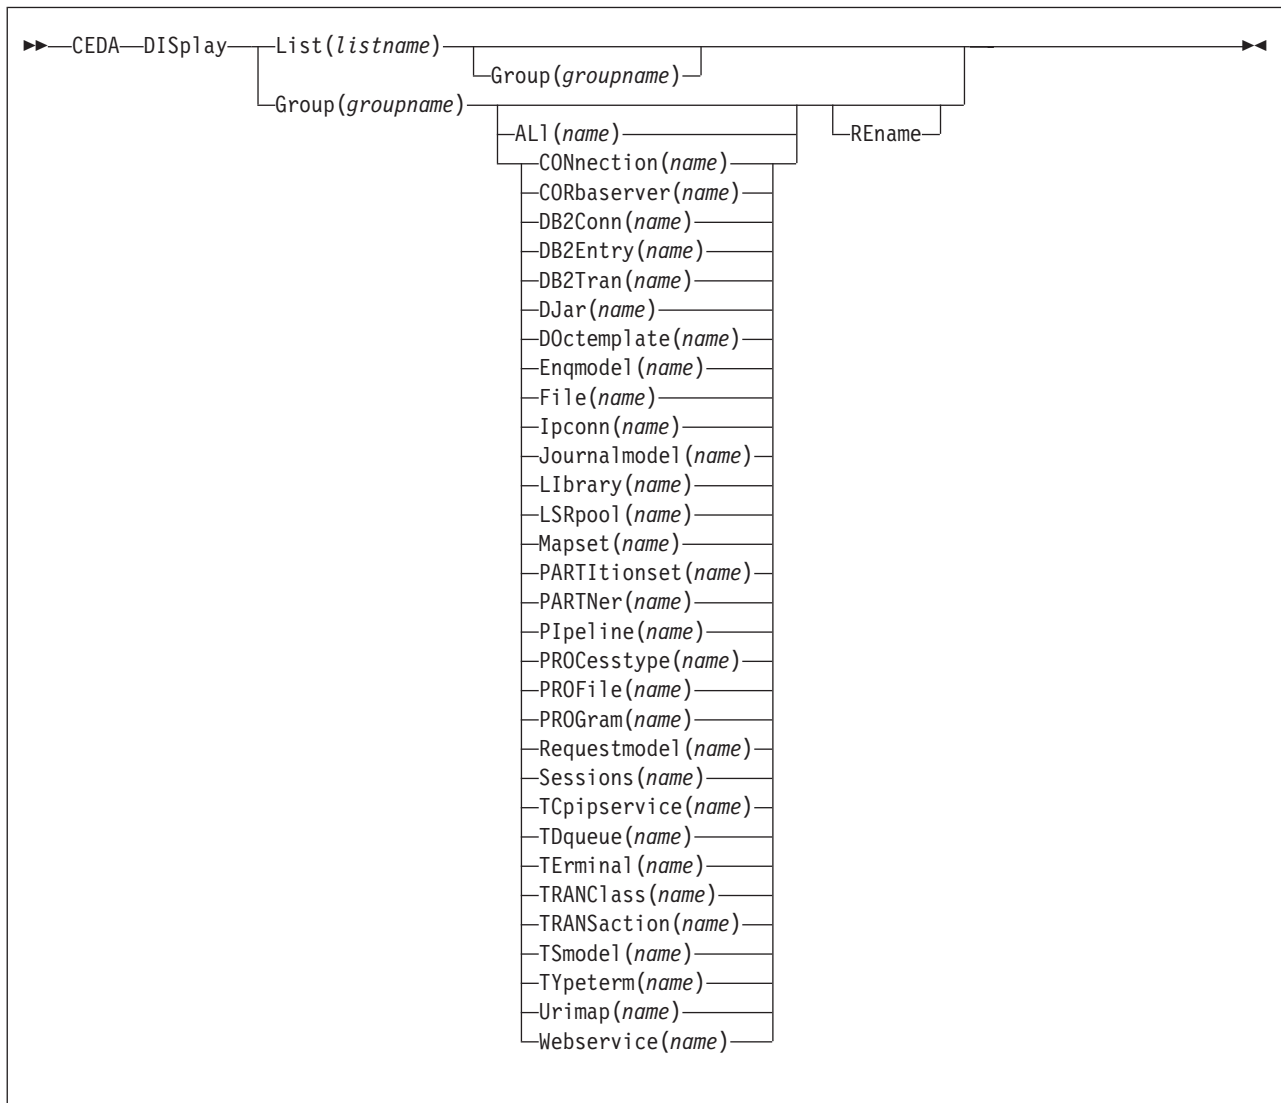 CEDA DISplay List(listname)
Group(groupname)
Group(groupname)
ALl(name) REname
CONnection(name)
CORbaserver(name)
DB2Conn(name)
DB2Entry(name)
DB2Tran(name)
DJar(name)
DOctemplate(name)
Enqmodel(name)
File(name)
Ipconn(name)
Journalmodel(name)
LIbrary(name)
LSRpool(name)
Mapset(name)
PARTItionset(name)
PARTNer(name)
PIpeline(name)
PROCesstype(name)
PROFile(name)
PROGram(name)
Requestmodel(name)
Sessions(name)
TCpipservice(name)
TDqueue(name)
TErminal(name)
TRANClass(name)
TRANSaction(name)
TSmodel(name)
TYpeterm(name)
Urimap(name)
Webservice(name)